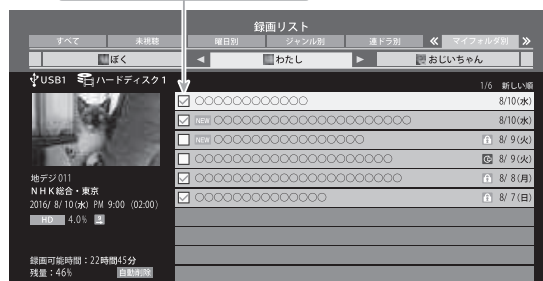 録画リスト
すべて 未視聴 曜日別 ジャンル別 連ドラ別 マイフォルダ別
ぼく わたし おじいちゃん
USB1 ハードディスク1
1/6 新しい順
○○○○○○○○○○○○ 8/10(水)
NEW ○○○○○○○○○○○○○○○○○○○○○ 8/10(水)
NEW ○○○○○○○○○○○○○○○○ 8/ 9(火)
○○○○○○○○○○○○○○○○○○○○○ 8/ 9(火)
○○○○○○○○○○○○○○○○○○○○○○ 8/ 8(月)
○○○○○○○○○○○○○○ 8/ 7(日)
地デジ011
NHK総合・東京
2016/ 8/10(水) PM 9:00 (02:00)
HD 4.0%
録画可能時間:22時間45分
残量:46% 自動削除